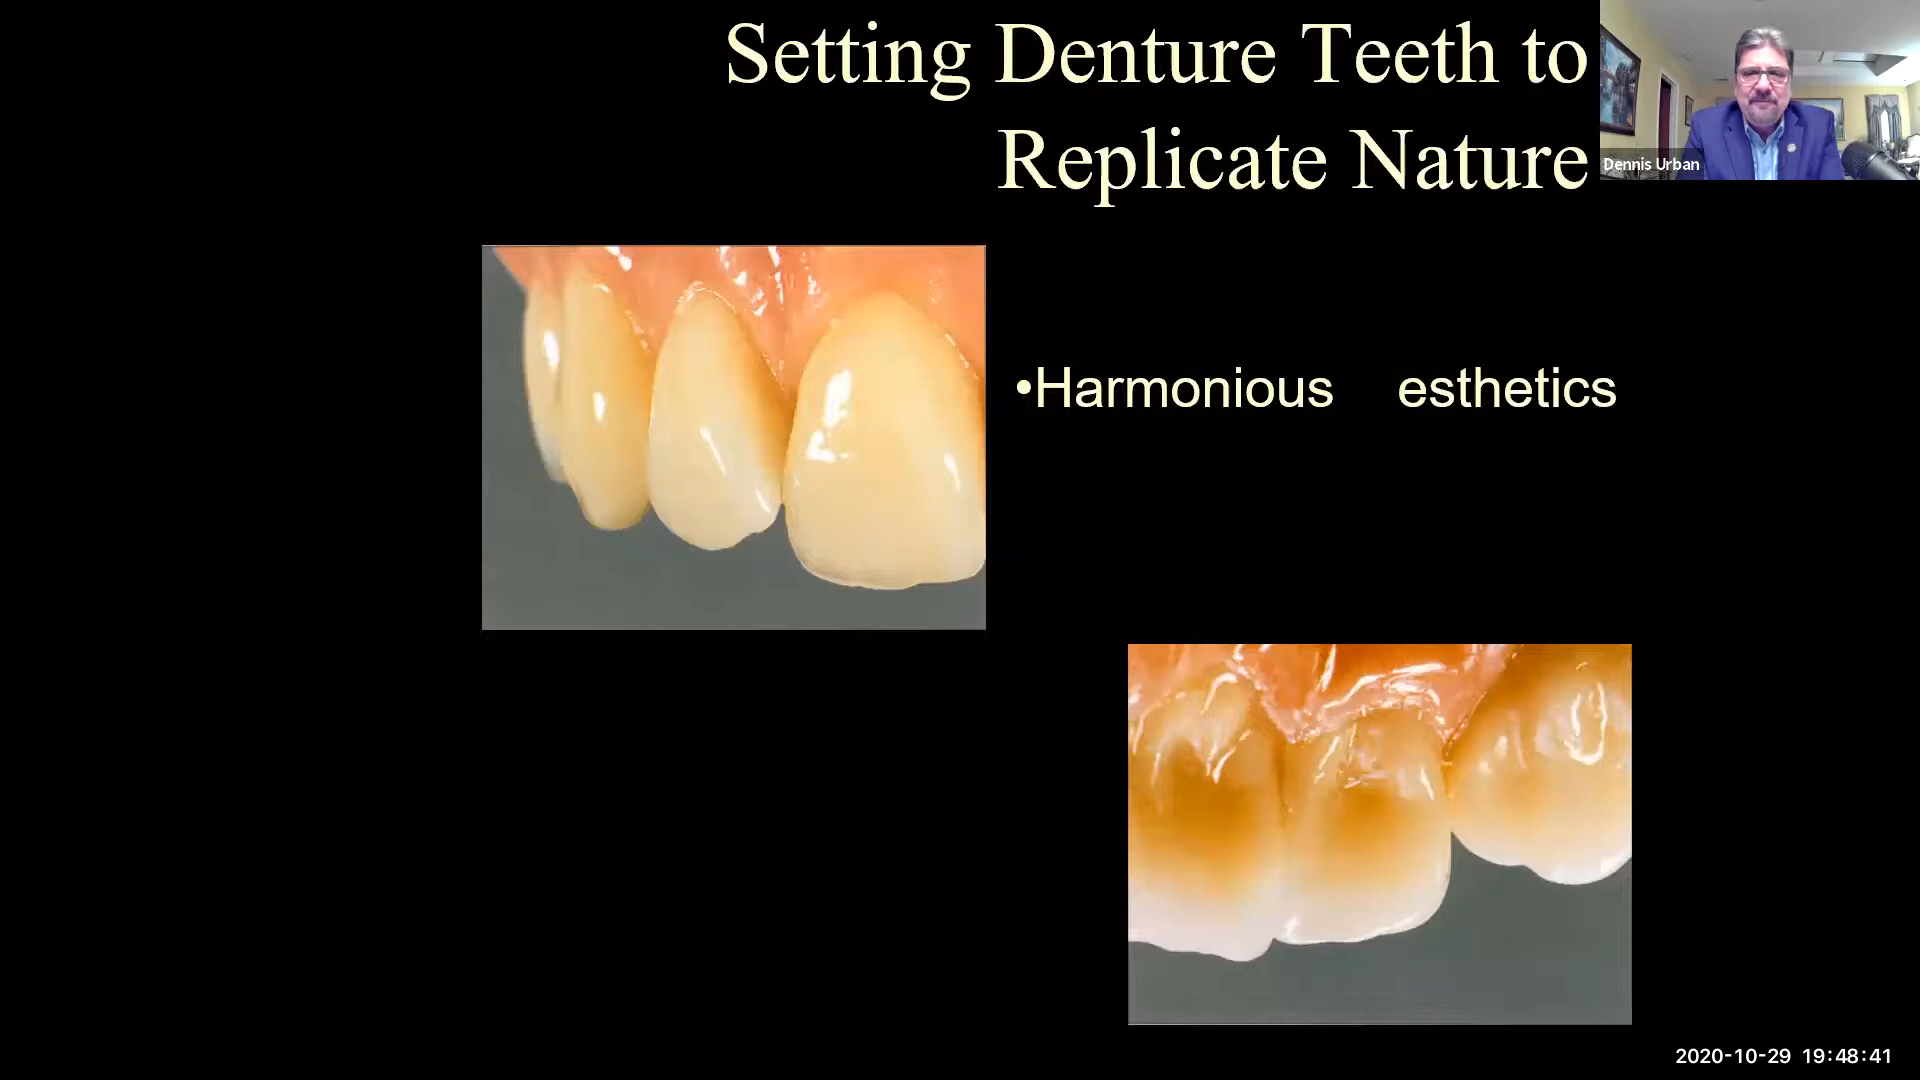 Setting Denture Teeth to
Replicate Nature
Dennis Urban
•Harmonious esthetics
2020-10-29 19:48:41